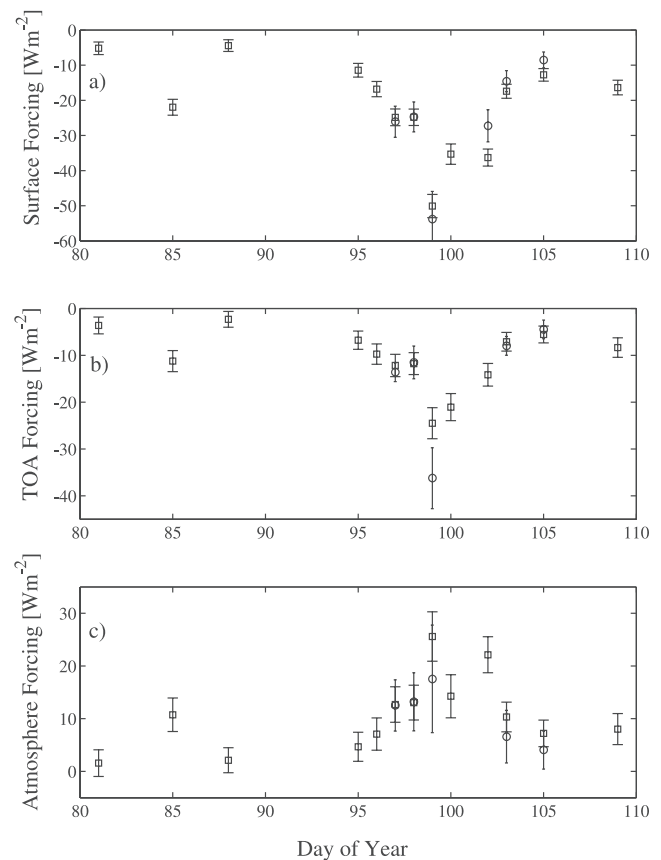 0
-10
-20
-30
-40
-50
-60
80 85 90 95 100 105 110
Surface Forcing [Wm-2]
a)
0
-10
-20
-30
-40
80 85 90 95 100 105 110
TOA Forcing [Wm-2]
b)
30
20
10
0
80 85 90 95 100 105 110
Atmosphere Forcing [Wm-2]
c)
Day of Year